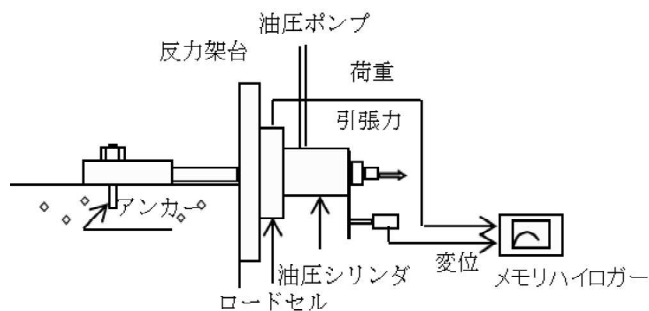 油圧ポンプ
反力架台
荷重
引張力
アンカー
油圧シリンダ
変位
メモリハイロガー
ロードセル